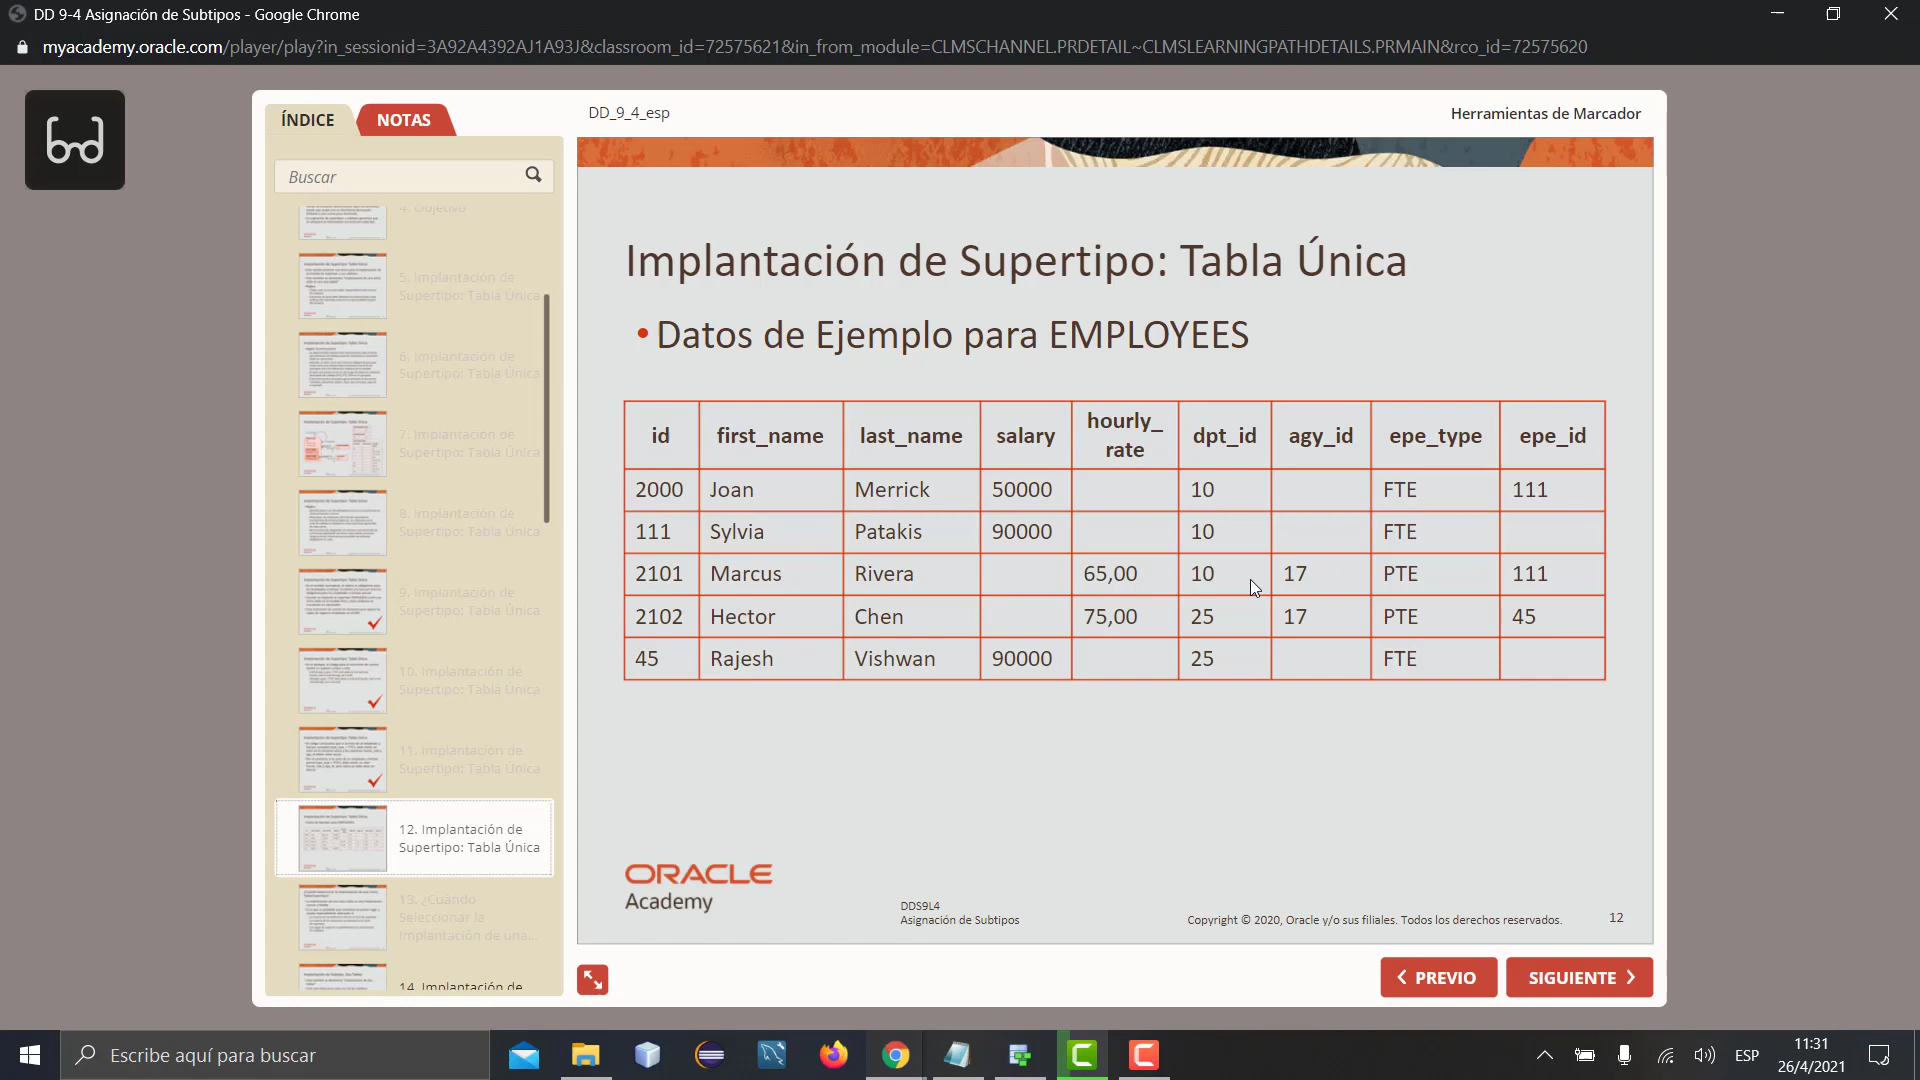 DD 9-4 Asignación de Subtipos - Google Chrome
myacademy.oracle.com/player/play?in_sessionid=3A92A4392AJ1A93J&classroom_id=72575621&in_from_module=CLMSCHANNEL.PRDETAIL~CLMSLEARNINGPATHDETAILS.PRMAIN&rco_id=72575620
ÍNDICE
NOTAS
DD_9_4_esp
Herramientas de Marcador
Buscar
4. Objetivo
5. Implantación de
Supertipo: Tabla Única
6. Implantación de
Supertipo: Tabla Única
7. Implantación de
Supertipo: Tabla Única
8. Implantación de
Supertipo: Tabla Única
9. Implantación de
Supertipo: Tabla Única
10. Implantación de
Supertipo: Tabla Única
11. Implantación de
Supertipo: Tabla Única
12. Implantación de
Supertipo: Tabla Única
13. ¿Cuándo
Seleccionar la
Implantación de una...
14. Implantación de
Implantación de Supertipo: Tabla Única
• Datos de Ejemplo para EMPLOYEES
id first_name last_name salary hourly_rate dpt_id agy_id epe_type epe_id
2000 Joan Merrick 50000 10 FTE 111
111 Sylvia Patakis 90000 10 FTE
2101 Marcus Rivera 65,00 10 17 PTE 111
2102 Hector Chen 75,00 25 17 PTE 45
45 Rajesh Vishwan 90000 25 FTE
ORACLE
Academy
DDS9L4
Asignación de Subtipos
Copyright © 2020, Oracle y/o sus filiales. Todos los derechos reservados.
12
PREVIO
SIGUIENTE
Escribe aquí para buscar
ESP
11:31
26/4/2021